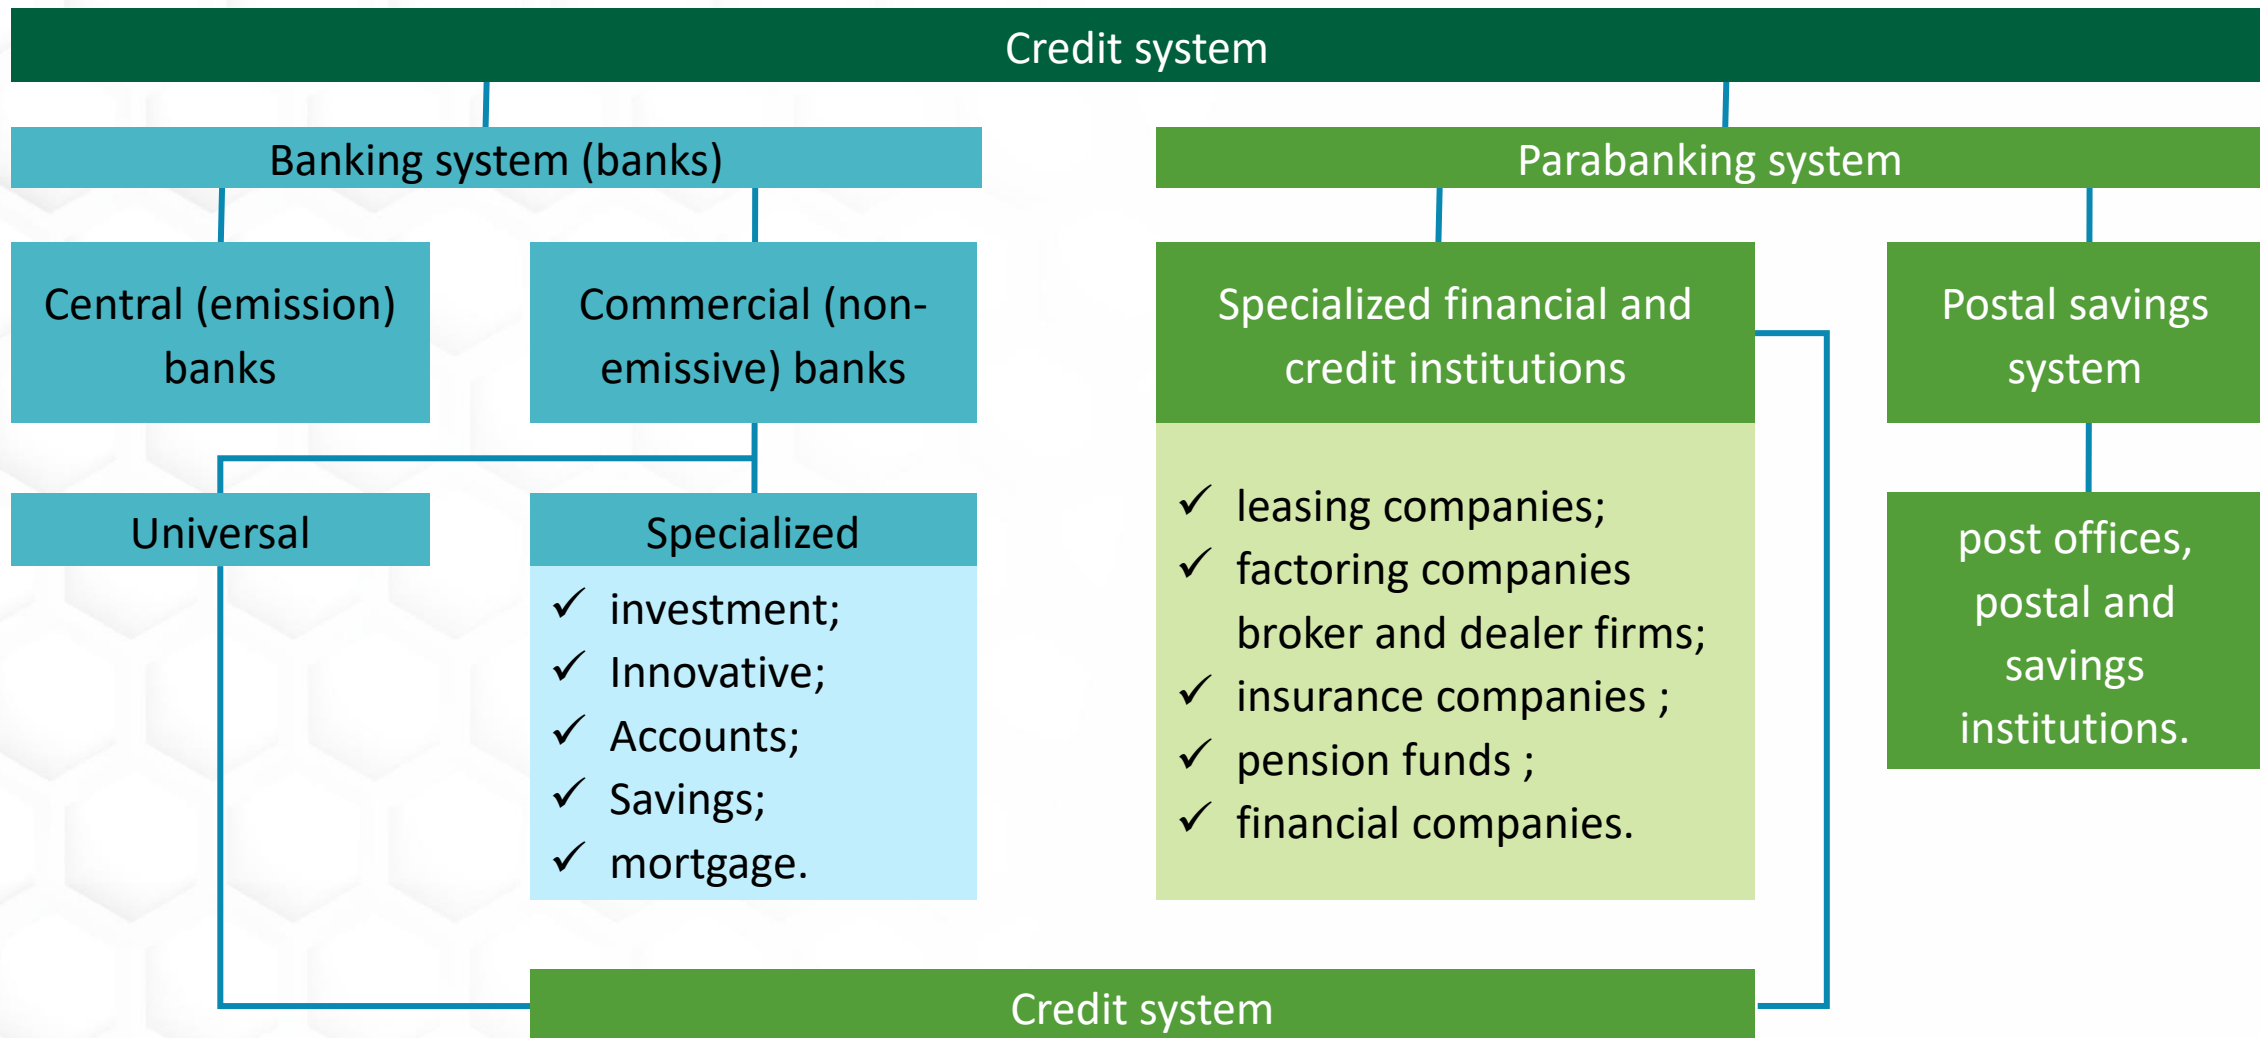 Credit system
Banking system (banks)
Parabanking system
Central (emission)
banks
Commercial (non-
emissive) banks
Specialized financial and
credit institutions
Postal savings
system
Universal
Specialized
✓ investment;
✓ Innovative;
✓ Accounts;
✓ Savings;
✓ mortgage.
✓ leasing companies;
✓ factoring companies
broker and dealer firms;
✓ insurance companies ;
✓ pension funds ;
✓ financial companies.
post offices,
postal and
savings
institutions.
Credit system